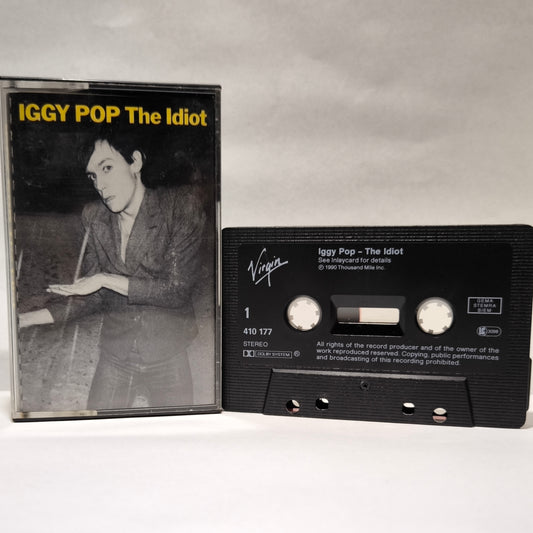 IGGY POP The Idiot
Virgin
Iggy Pop – The Idiot
See Inlaycard for details
℗ 1990 Thousand Mile Inc.
1
410 177
STEREO
DOLBY SYSTEM ®
GEMA
STEMRA
BIEM
LC 3098
All rights of the record producer and of the owner of the
work reproduced reserved. Copying, public performances
and broadcasting of this recording prohibited.